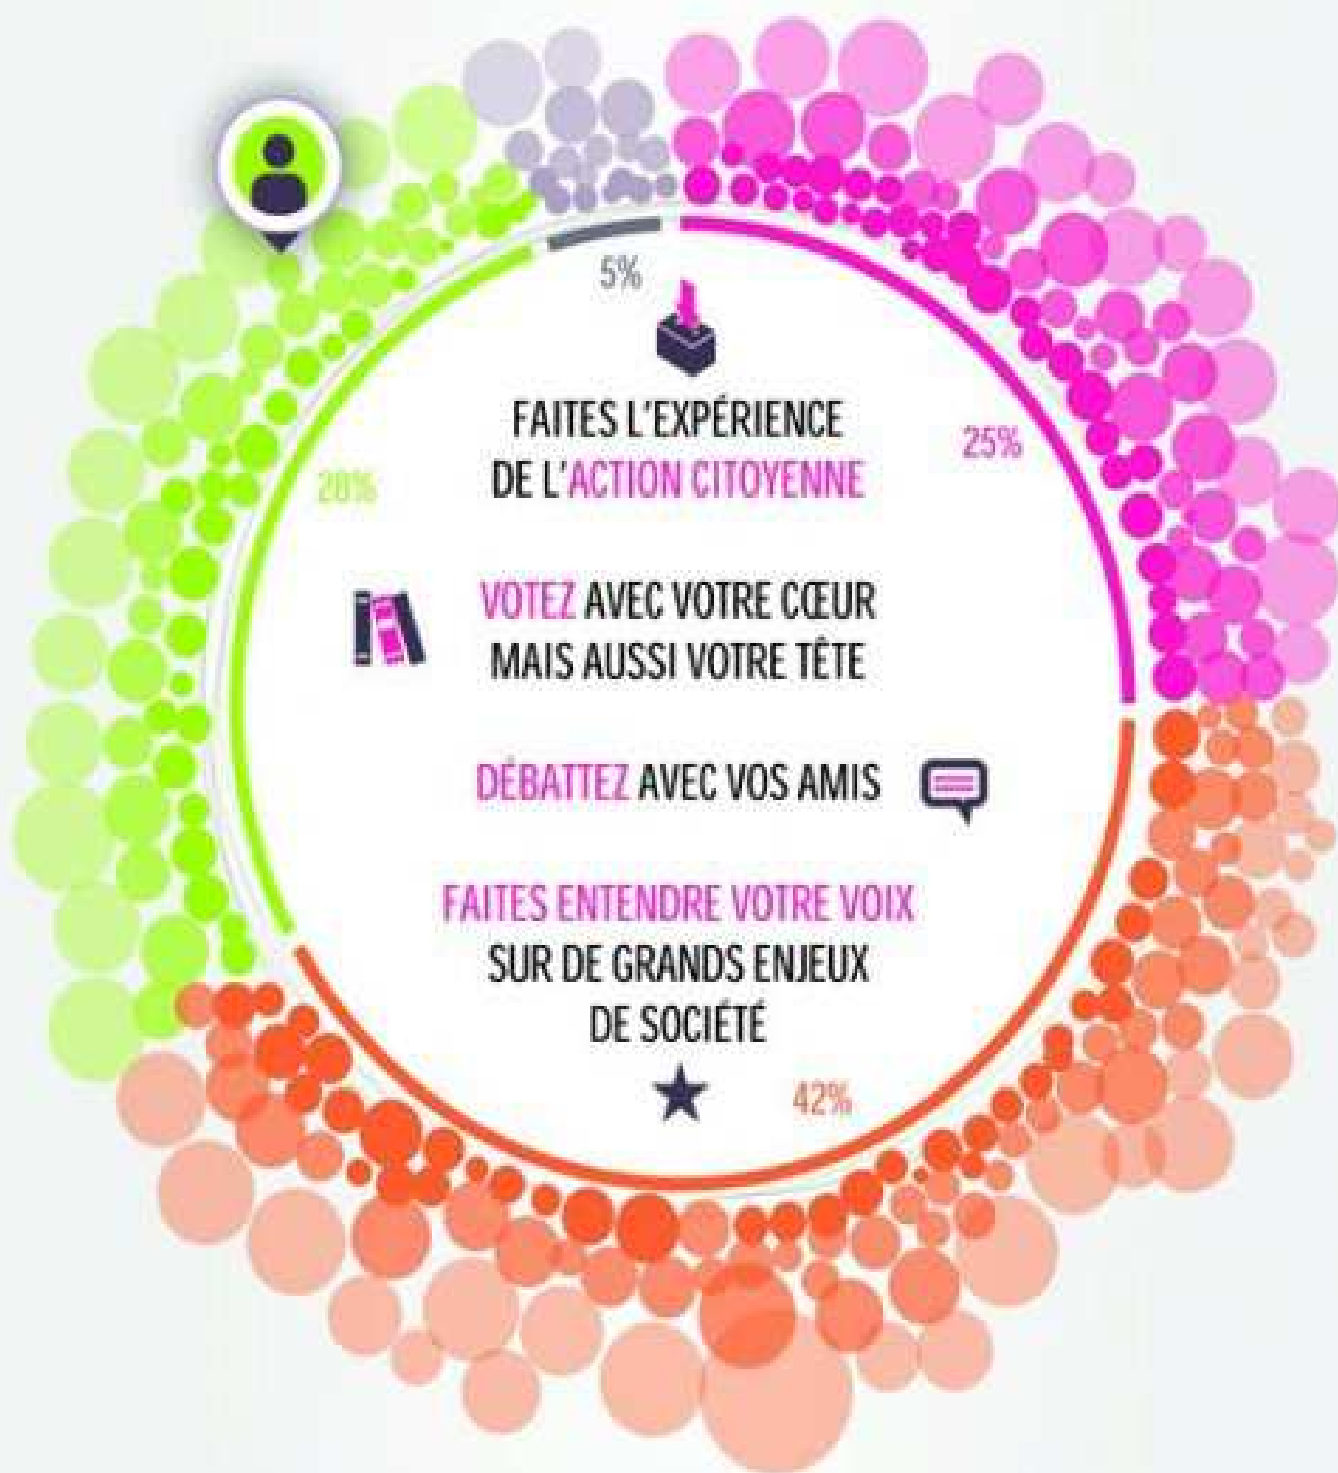 5%
FAITES L'EXPÉRIENCE
DE L'ACTION CITOYENNE
25%
28%
VOTEZ AVEC VOTRE CŒUR
MAIS AUSSI VOTRE TÊTE
DÉBATTEZ AVEC VOS AMIS
FAITES ENTENDRE VOTRE VOIX
SUR DE GRANDS ENJEUX
DE SOCIÉTÉ
42%